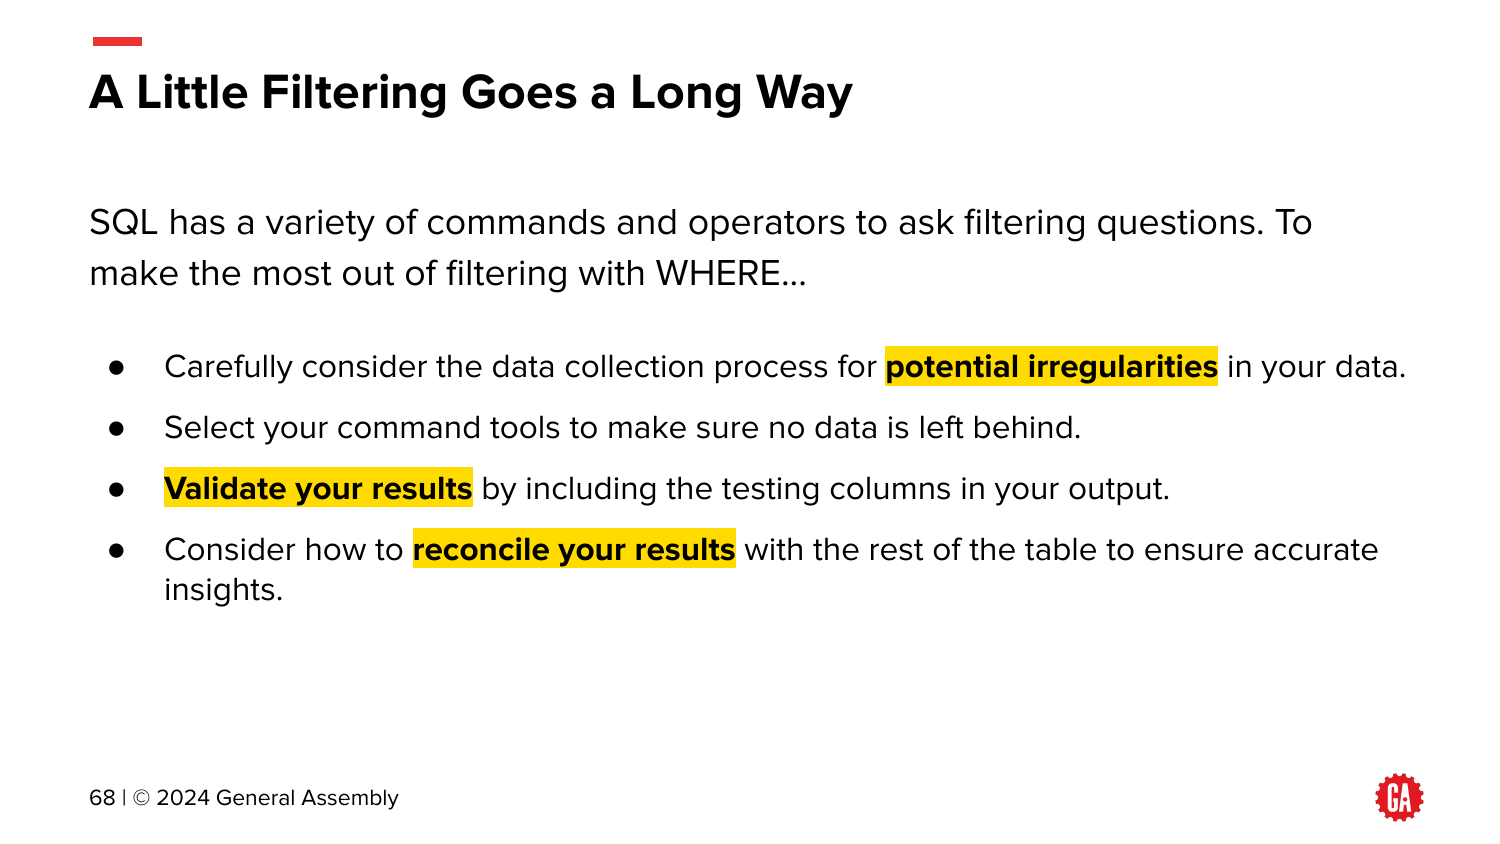 A Little Filtering Goes a Long Way
SQL has a variety of commands and operators to ask filtering questions. To
make the most out of filtering with WHERE...
● Carefully consider the data collection process for potential irregularities in your data.
● Select your command tools to make sure no data is left behind.
● Validate your results by including the testing columns in your output.
● Consider how to reconcile your results with the rest of the table to ensure accurate
insights.
68 | © 2024 General Assembly
GA